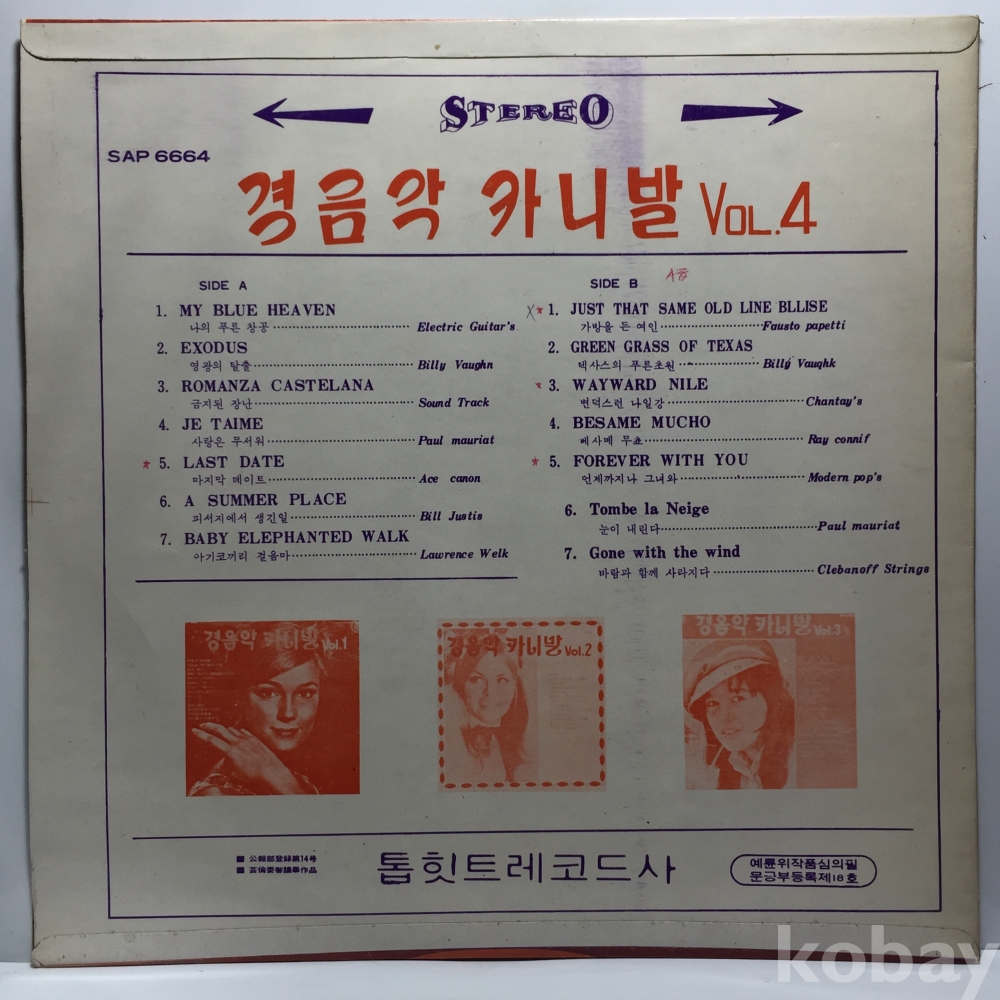 STEREO
SAP 6664
경음악 카니발 VOL.4
SIDE A
1. MY BLUE HEAVEN
나의 푸른 창공 Electric Guitar's
2. EXODUS
영광의 탈출 Billy Vaughn
3. ROMANZA CASTELANA
금지된 장난 Sound Track
4. JE TAIME
사랑은 무서워 Paul mauriat
* 5. LAST DATE
마지막 데이트 Ace canon
6. A SUMMER PLACE
피서지에서 생긴일 Bill Justis
7. BABY ELEPHANTED WALK
아기코끼리 걸음마 Lawrence Welk
SIDE B
* 1. JUST THAT SAME OLD LINE BLLISE
가방을 든 여인 Fausto papetti
2. GREEN GRASS OF TEXAS
텍사스의 푸른초원 Billy Vauqhk
* 3. WAYWARD NILE
변덕스런 나일강 Chantay's
4. BESAME MUCHO
베사메 무쵸 Ray connif
* 5. FOREVER WITH YOU
언제까지나 그녀와 Modern pop's
6. Tombe la Neige
눈이 내린다 Paul mauriat
7. Gone with the wind
바람과 함께 사라지다 Clebanoff Strings
경음악 카니발 Vol.1
경음악 카니발 Vol.2
경음악 카니발 Vol.3
■ 公報部登録第14号
톱힛트레코드사
예륜위작품심의필
문공부등록제18호
kobay